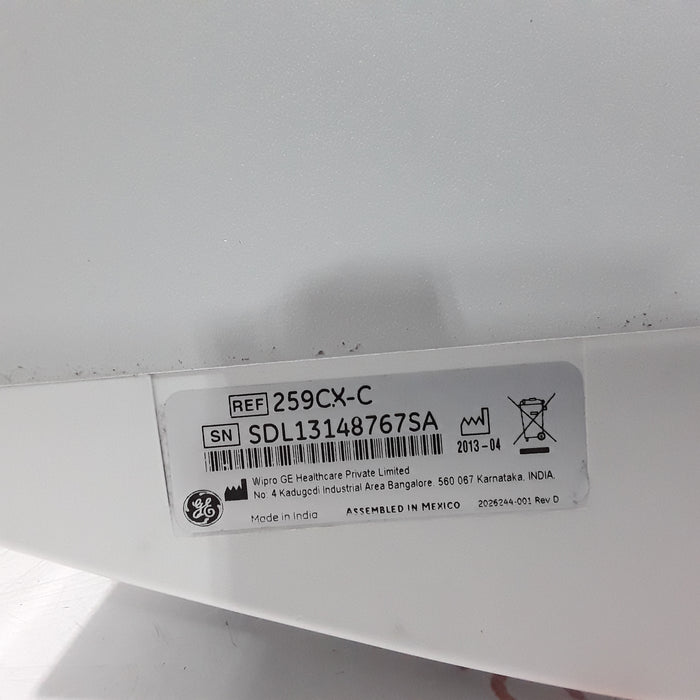 REF 259CX-C
SN SDL13148767SA
2013-04
Wipro GE Healthcare Private Limited
No: 4 Kadugodi Industrial Area Bangalore 560 067 Karnataka, INDIA.
GE
Made in India ASSEMBLED IN MEXICO 2026244-001 Rev D